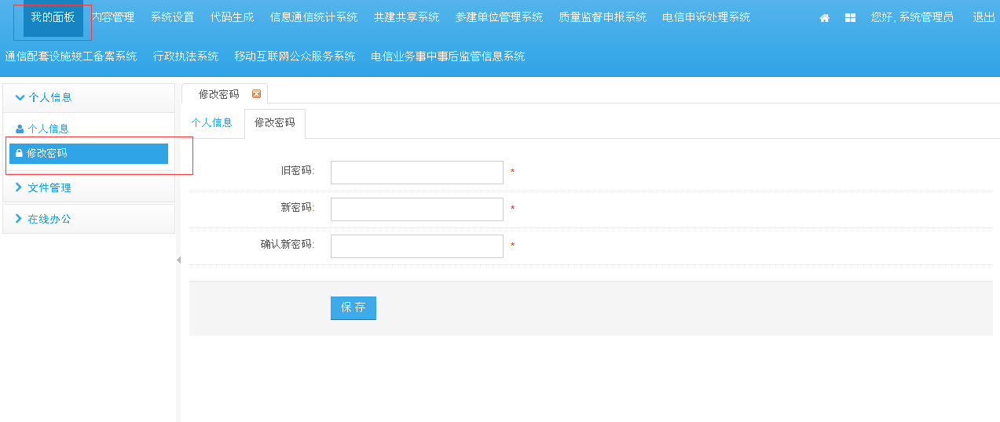 我的面板 内容管理 系统设置 代码生成 信息通信统计系统 共建共享系统 参建单位管理系统 质量监督申报系统 电信申诉处理系统 您好, 系统管理员 退出
通信配套设施竣工备案系统 行政执法系统 移动互联网公众服务系统 电信业务事中事后监管信息系统
个人信息
个人信息
修改密码
文件管理
在线办公
修改密码
个人信息 修改密码
旧密码: *
新密码: *
确认新密码: *
保 存